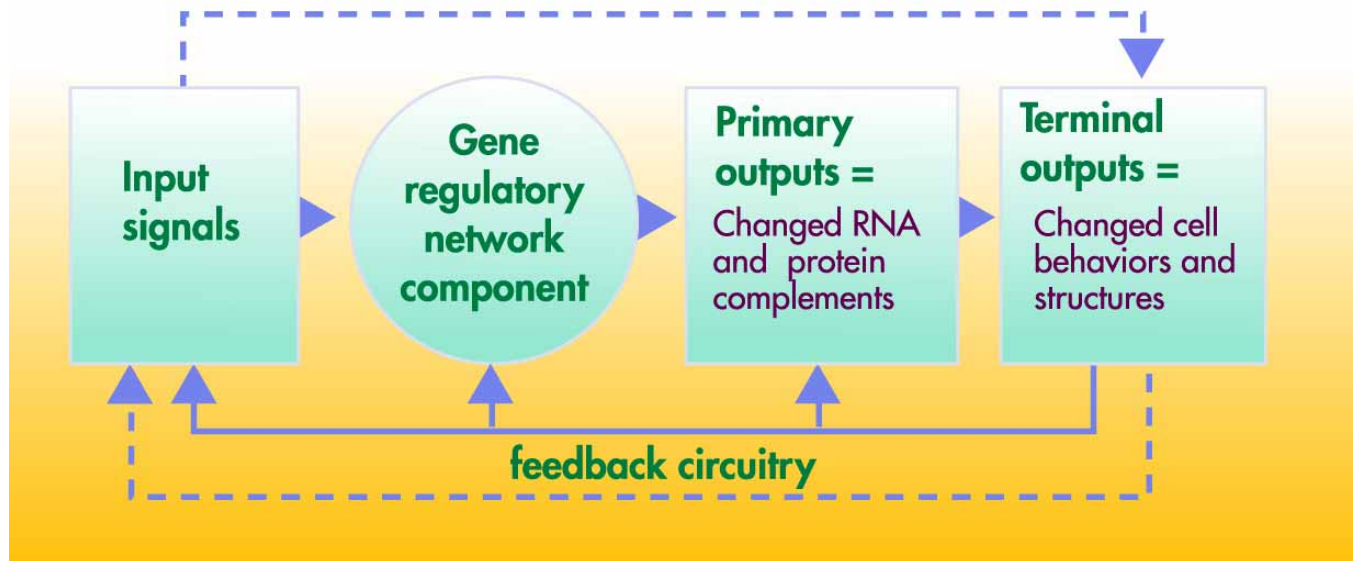 Input
signals
Gene
regulatory
network
component
Primary
outputs =
Changed RNA
and protein
complements
Terminal
outputs =
Changed cell
behaviors and
structures
feedback circuitry